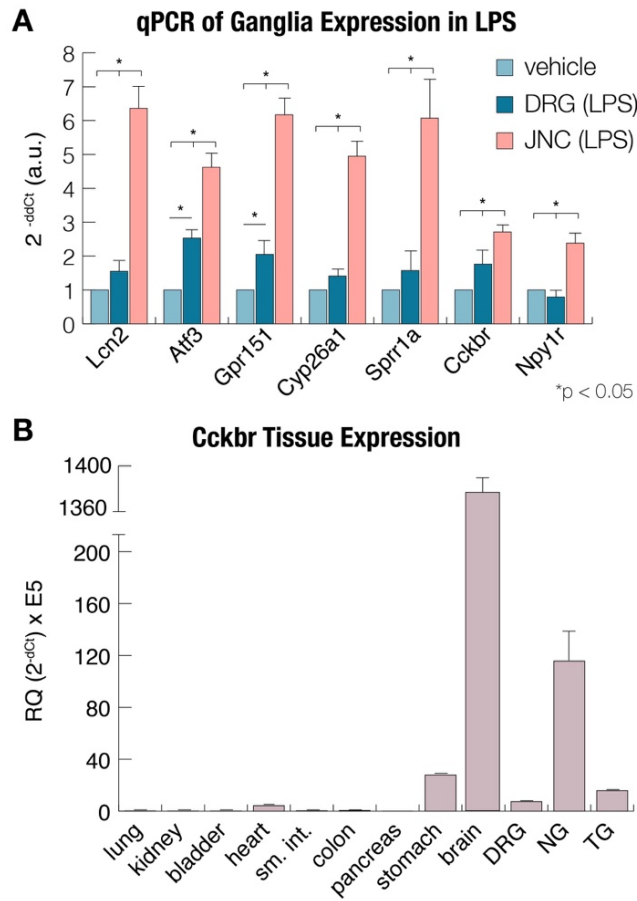 A
qPCR of Ganglia Expression in LPS
2 -ddCt (a.u.)
8
7
6
5
4
3
2
1
0
vehicle
DRG (LPS)
JNC (LPS)
* * * * * * *
* *
Lcn2 Atf3 Gpr151 Cyp26a1 Sprr1a Cckbr Npy1r
*p < 0.05
B
Cckbr Tissue Expression
RQ (2-dCt) x E5
1400
1360
200
160
120
80
40
0
lung kidney bladder heart sm. int. colon pancreas stomach brain DRG NG TG